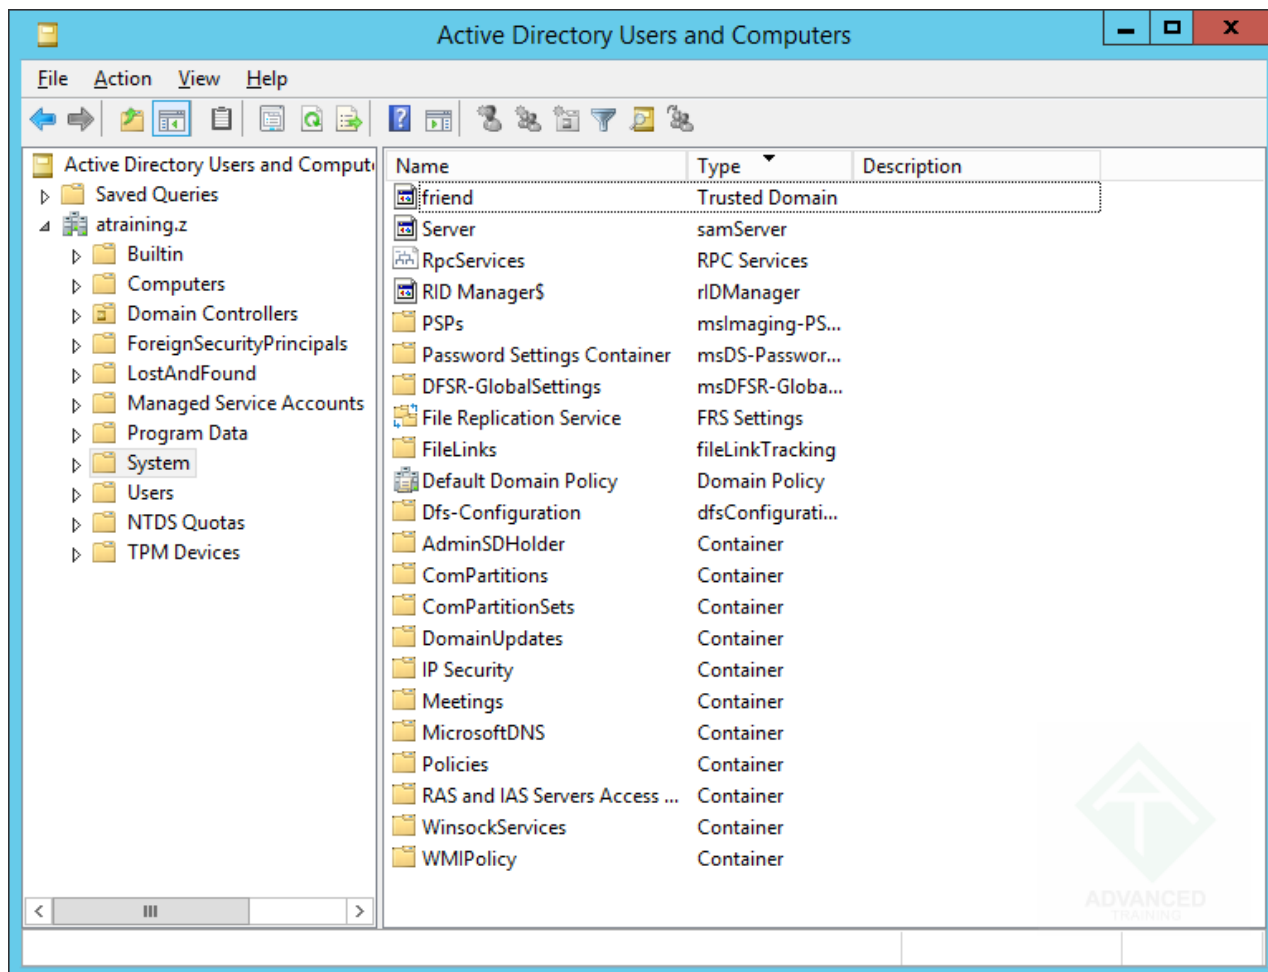 Active Directory Users and Computers
X
File Action View Help
Active Directory Users and Comput
Saved Queries
atraining.z
Builtin
Computers
Domain Controllers
ForeignSecurityPrincipals
LostAndFound
Managed Service Accounts
Program Data
System
Users
NTDS Quotas
TPM Devices
Name Type Description
friend Trusted Domain
Server samServer
RpcServices RPC Services
RID Manager$ rIDManager
PSPs msImaging-PS...
Password Settings Container msDS-Passwor...
DFSR-GlobalSettings msDFSR-Globa...
File Replication Service FRS Settings
FileLinks fileLinkTracking
Default Domain Policy Domain Policy
Dfs-Configuration dfsConfigurati...
AdminSDHolder Container
ComPartitions Container
ComPartitionSets Container
DomainUpdates Container
IP Security Container
Meetings Container
MicrosoftDNS Container
Policies Container
RAS and IAS Servers Access ... Container
WinsockServices Container
WMIPolicy Container
ADVANCED
TRAINING